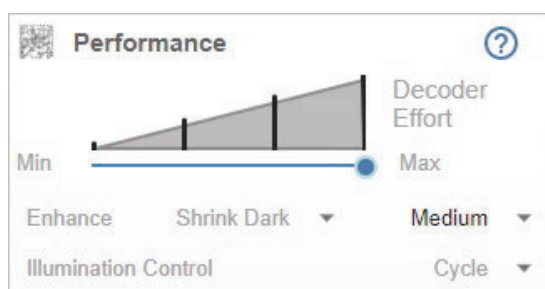 Performance
?
Decoder
Effort
Min Max
Enhance Shrink Dark Medium
Illumination Control Cycle